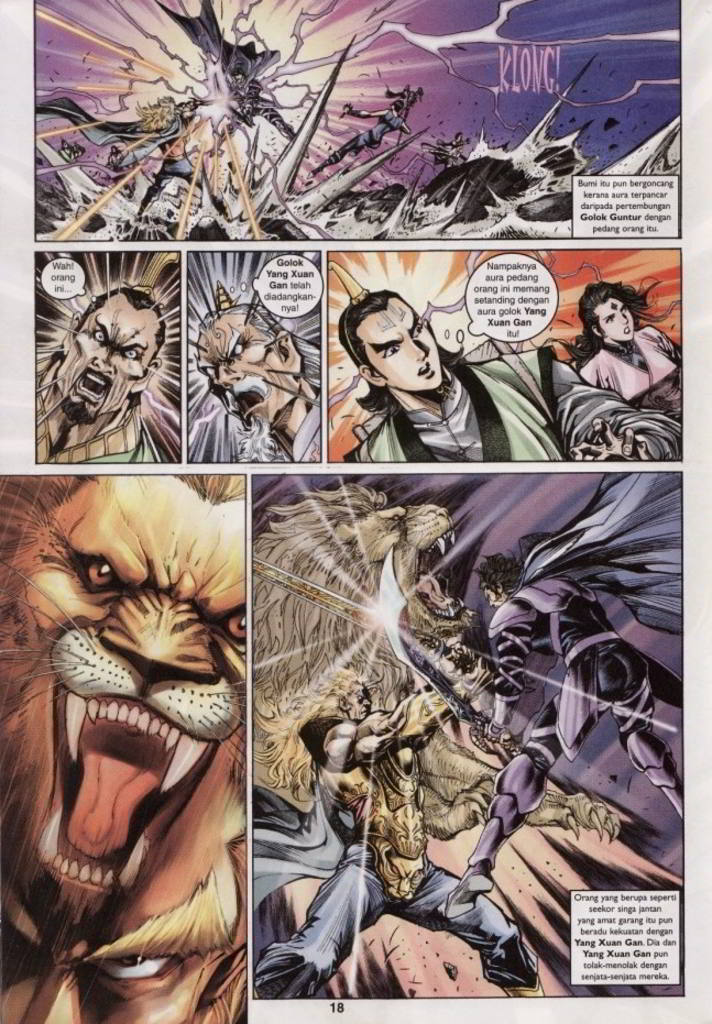 KLONG!
Bumi itu pun bergoncang
kerana aura terpancar
daripada pertembungan
Golok Guntur dengan
pedang orang itu.
Wah!
orang
ini...
Golok
Yang Xuan
Gan telah
diadangkan-
nya!
Nampaknya
aura pedang
orang ini memang
setanding dengan
aura golok Yang
Xuan Gan
itu!
Orang yang berupa seperti
seekor singa jantan
yang amat garang itu pun
beradu kekuatan dengan
Yang Xuan Gan. Dia dan
Yang Xuan Gan pun
tolak-menolak dengan
senjata-senjata mereka.
18